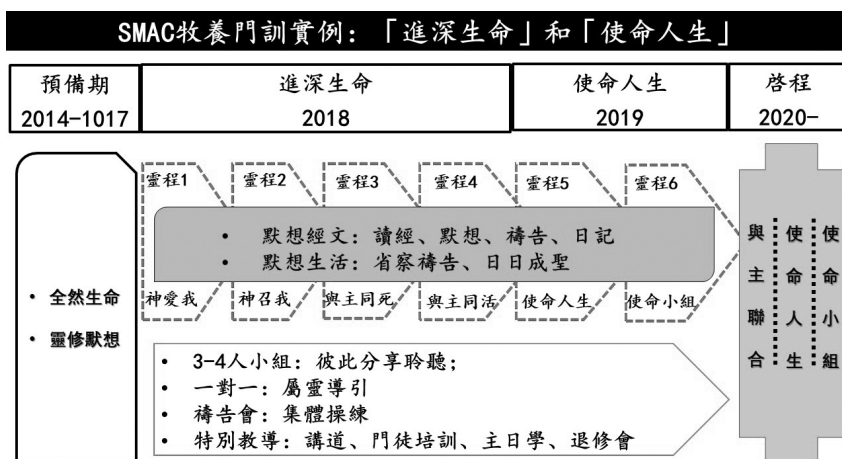 SMAC牧養門訓實例：「進深生命」和「使命人生」
預備期
2014-1017
進深生命
2018
使命人生
2019
啓程
2020-
靈程1
靈程2
靈程3
靈程4
靈程5
靈程6
• 默想經文：讀經、默想、禱告、日記
• 默想生活：省察禱告、日日成聖
神愛我
神召我
與主同死
與主同活
使命人生
使命小組
• 全然生命
• 靈修默想
• 3-4人小組：彼此分享聆聽；
• 一對一：屬靈導引
• 禱告會：集體操練
• 特別教導：講道、門徒培訓、主日學、退修會
與主聯合
使命人生
使命小組